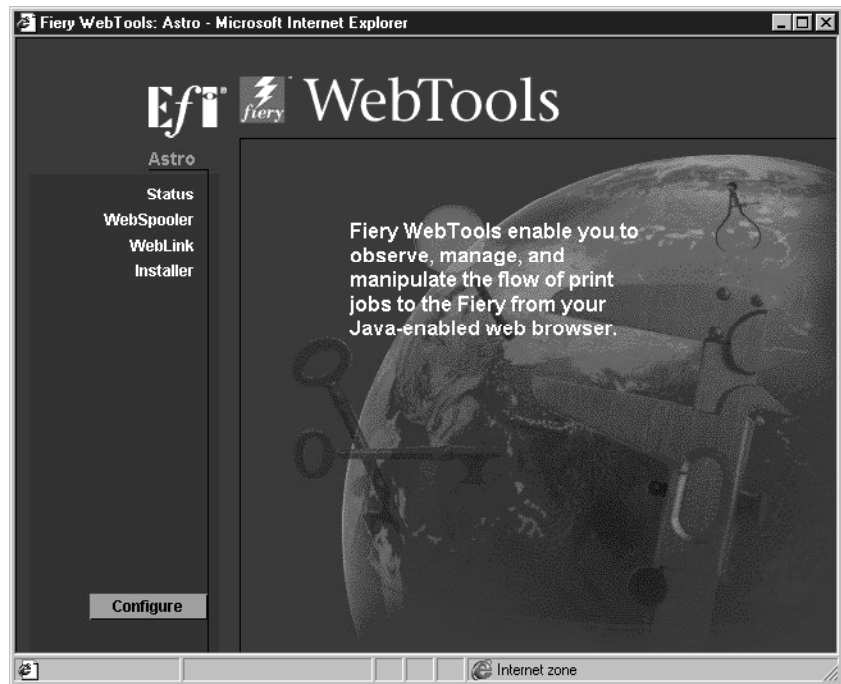 Fiery WebTools: Astro - Microsoft Internet Explorer
Efi® fiery™ WebTools
Astro
Status
WebSpooler
WebLink
Installer
Fiery WebTools enable you to
observe, manage, and
manipulate the flow of print
jobs to the Fiery from your
Java-enabled web browser.
Configure
Internet zone